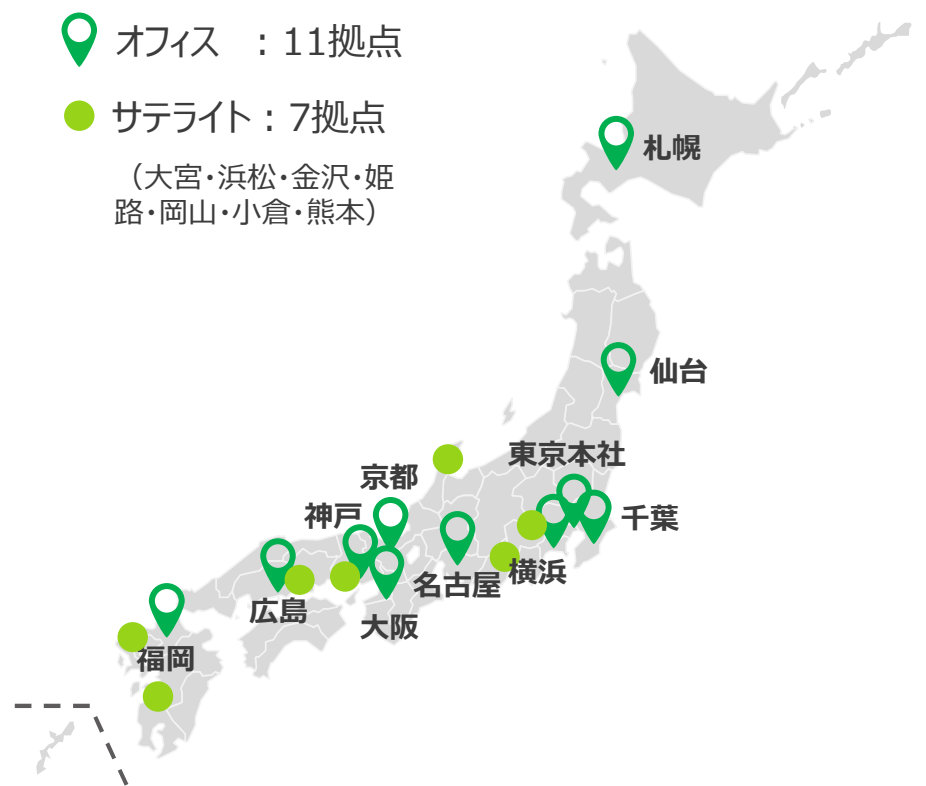 オフィス ：11拠点
サテライト：7拠点
（大宮・浜松・金沢・姫
路・岡山・小倉・熊本）
札幌
仙台
東京本社
京都
神戸
千葉
横浜
名古屋
広島
大阪
福岡